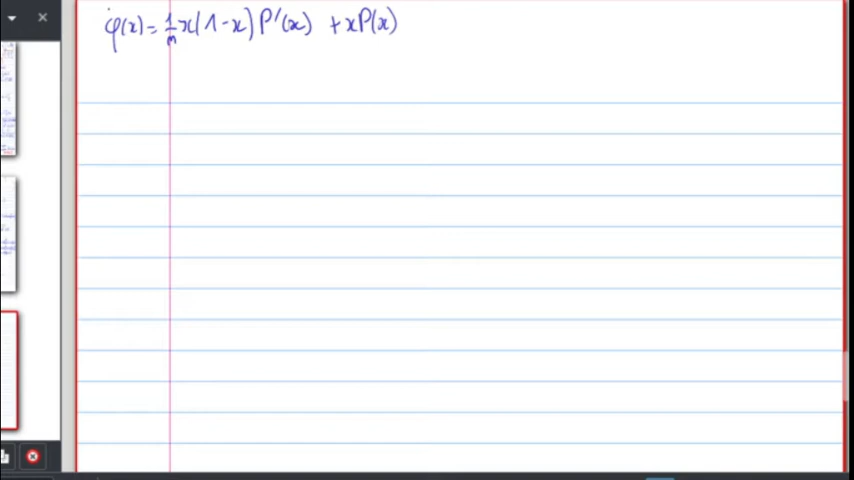 φ(x) = 1/n x(1-x) P'(x) + xP(x)